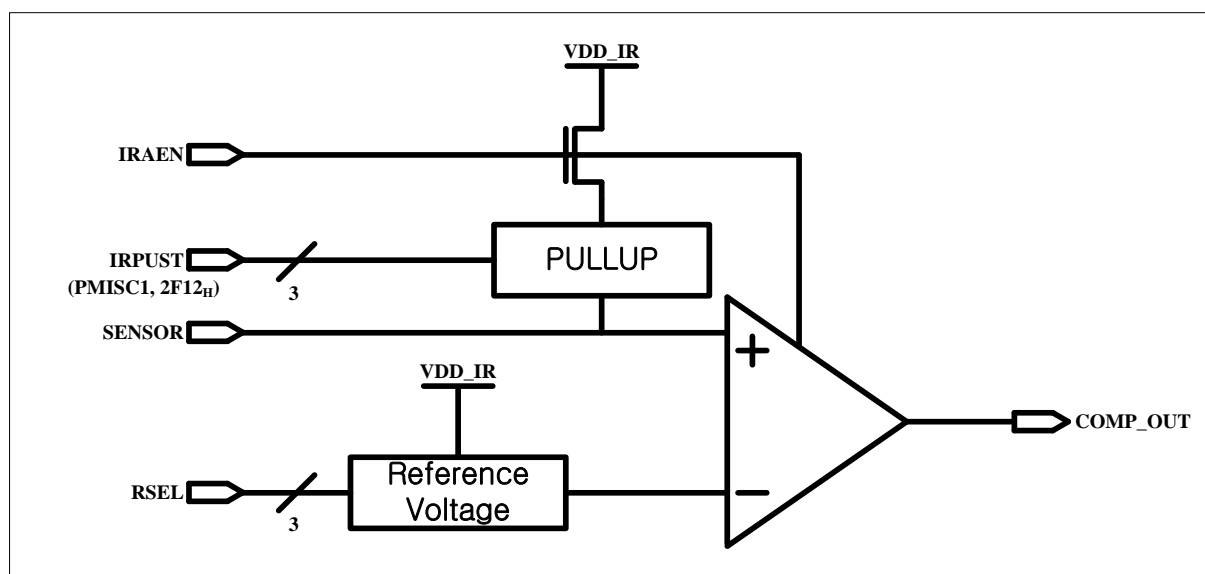 VDD_IR
IRAEN
IRPUST
(PMISC1, 2F12H)
3
PULLUP
SENSOR
+
VDD_IR
COMP_OUT
RSEL
3
Reference
Voltage
−